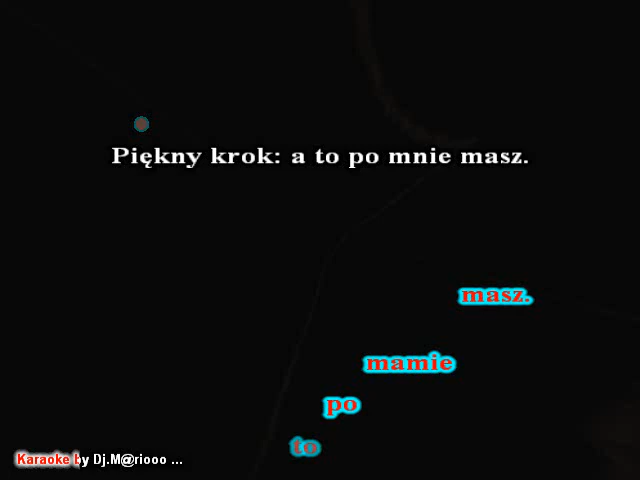 Piękny krok: a to po mnie masz.
masz.
mamie
po
to
Karaoke by Dj.M@riooo ...